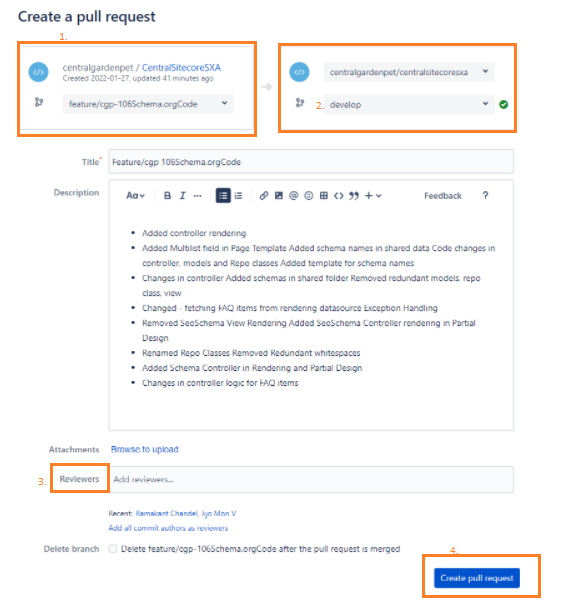 Create a pull request
1.
centralgardenpet / CentralSitecoreSXA
Created 2022-01-27, updated 41 minutes ago
feature/cgp-106Schema.orgCode
centralgardenpet/centralsitecoresxa
2. develop
Title*
Feature/cgp 106Schema.orgCode
Description
Aa B I ... Feedback ?
• Added controller rendering
• Added Multilist field in Page Template Added schema names in shared data Code changes in
controller, models and Repo classes Added template for schema names
• Changes in controller Added schemas in shared folder Removed redundant models, repo
class, view
• Changed - fetching FAQ items from rendering datasource Exception Handling
• Removed SeoSchema View Rendering Added SeoSchema Controller rendering in Partial
Design
• Renamed Repo Classes Removed Redundant whitespaces
• Added Schema Controller in Rendering and Partial Design
• Changes in controller logic for FAQ items
Attachments Browse to upload
3. Reviewers Add reviewers...
Recent: Ramakant Chandel, Jijo Mon V
Add all commit authors as reviewers
Delete branch Delete feature/cgp-106Schema.orgCode after the pull request is merged
4.
Create pull request